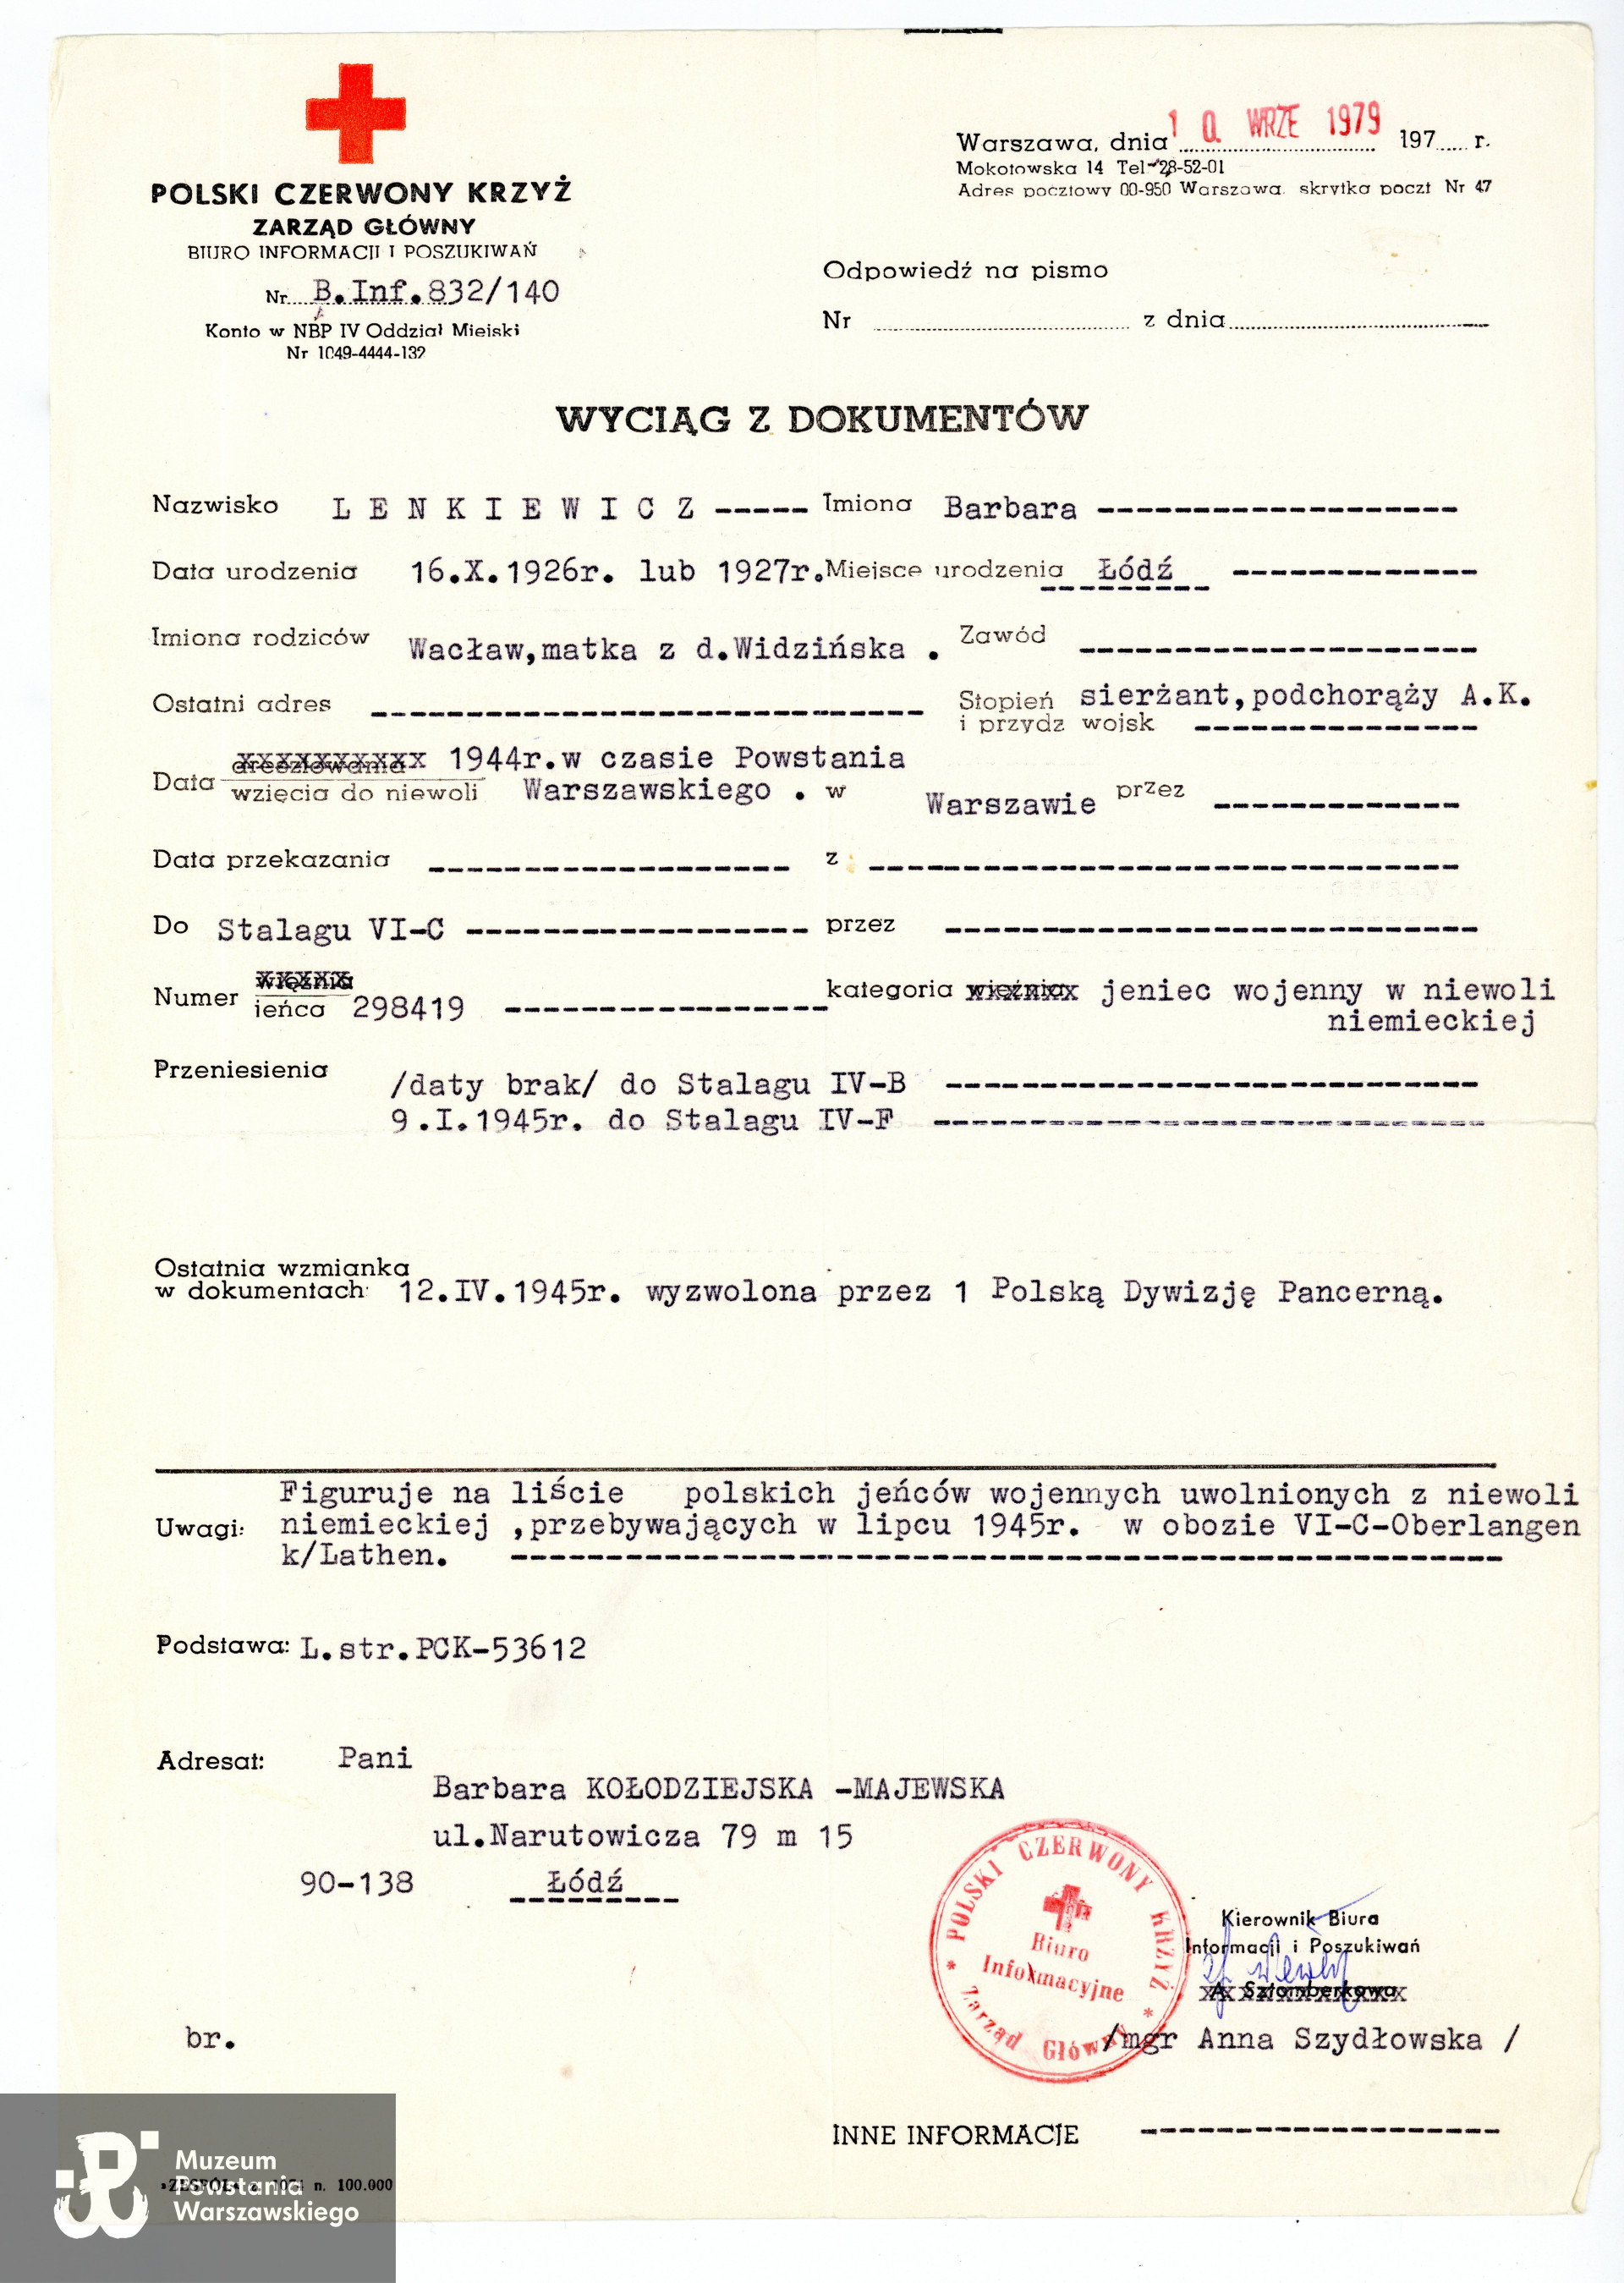 POLSKI CZERWONY KRZYŻ
ZARZĄD GŁÓWNY
BIURO INFORMACJI I POSZUKIWAŃ
Nr B.Inf.832/140
Konto w NBP IV Oddział Miejski
Nr 1049-4444-132
Warszawa, dnia 10. WRZE 1979 197 r.
Mokotowska 14 Tel 28-52-01
Adres pocztowy 00-950 Warszawa. skrytka poczt Nr 47
Odpowiedź na pismo
Nr z dnia
WYCIĄG Z DOKUMENTÓW
Nazwisko LENKIEWICZ ----- Imiona Barbara -------------------
Data urodzenia 16.X.1926r. lub 1927r. Miejsce urodzenia Łódź -------------
Imiona rodziców Wacław,matka z d.Widzińska . Zawód ---------------------
Ostatni adres ----------------------------- Stopień sierżant,podchorąży A.K.
i przydz wojsk ---------------
aresztowania 1944r.w czasie Powstania
Data wzięcia do niewoli Warszawskiego . w Warszawie przez -------------
Data przekazania ------------------- z -------------------------------
Do Stalagu VI-C ------------------ przez ----------------------------
więźnia
Numer jeńca 298419 ----------------- kategoria więźnia jeniec wojenny w niewoli
niemieckiej
Przeniesienia
/daty brak/ do Stalagu IV-B ----------------------------
9.I.1945r. do Stalagu IV-F -----------------------------
Ostatnia wzmianka
w dokumentach: 12.IV.1945r. wyzwolona przez 1 Polską Dywizję Pancerną.
Figuruje na liście polskich jeńców wojennych uwolnionych z niewoli
Uwagi: niemieckiej ,przebywających w lipcu 1945r. w obozie VI-C-Oberlangen
k/Lathen. ----------------------------------------------------
Podstawa: L.str.PCK-53612
Adresat: Pani
Barbara KOŁODZIEJSKA -MAJEWSKA
ul.Narutowicza 79 m 15
90-138 Łódź
* POLSKI CZERWONY KRZYŻ *
Biuro
Informacyjne
Zarząd Główny
Kierownik Biura
Informacji i Poszukiwań
A. Sztomberkowa
/mgr Anna Szydłowska /
br.
INNE INFORMACJE -------------------
n. 100.000
Muzeum
Powstania
Warszawskiego